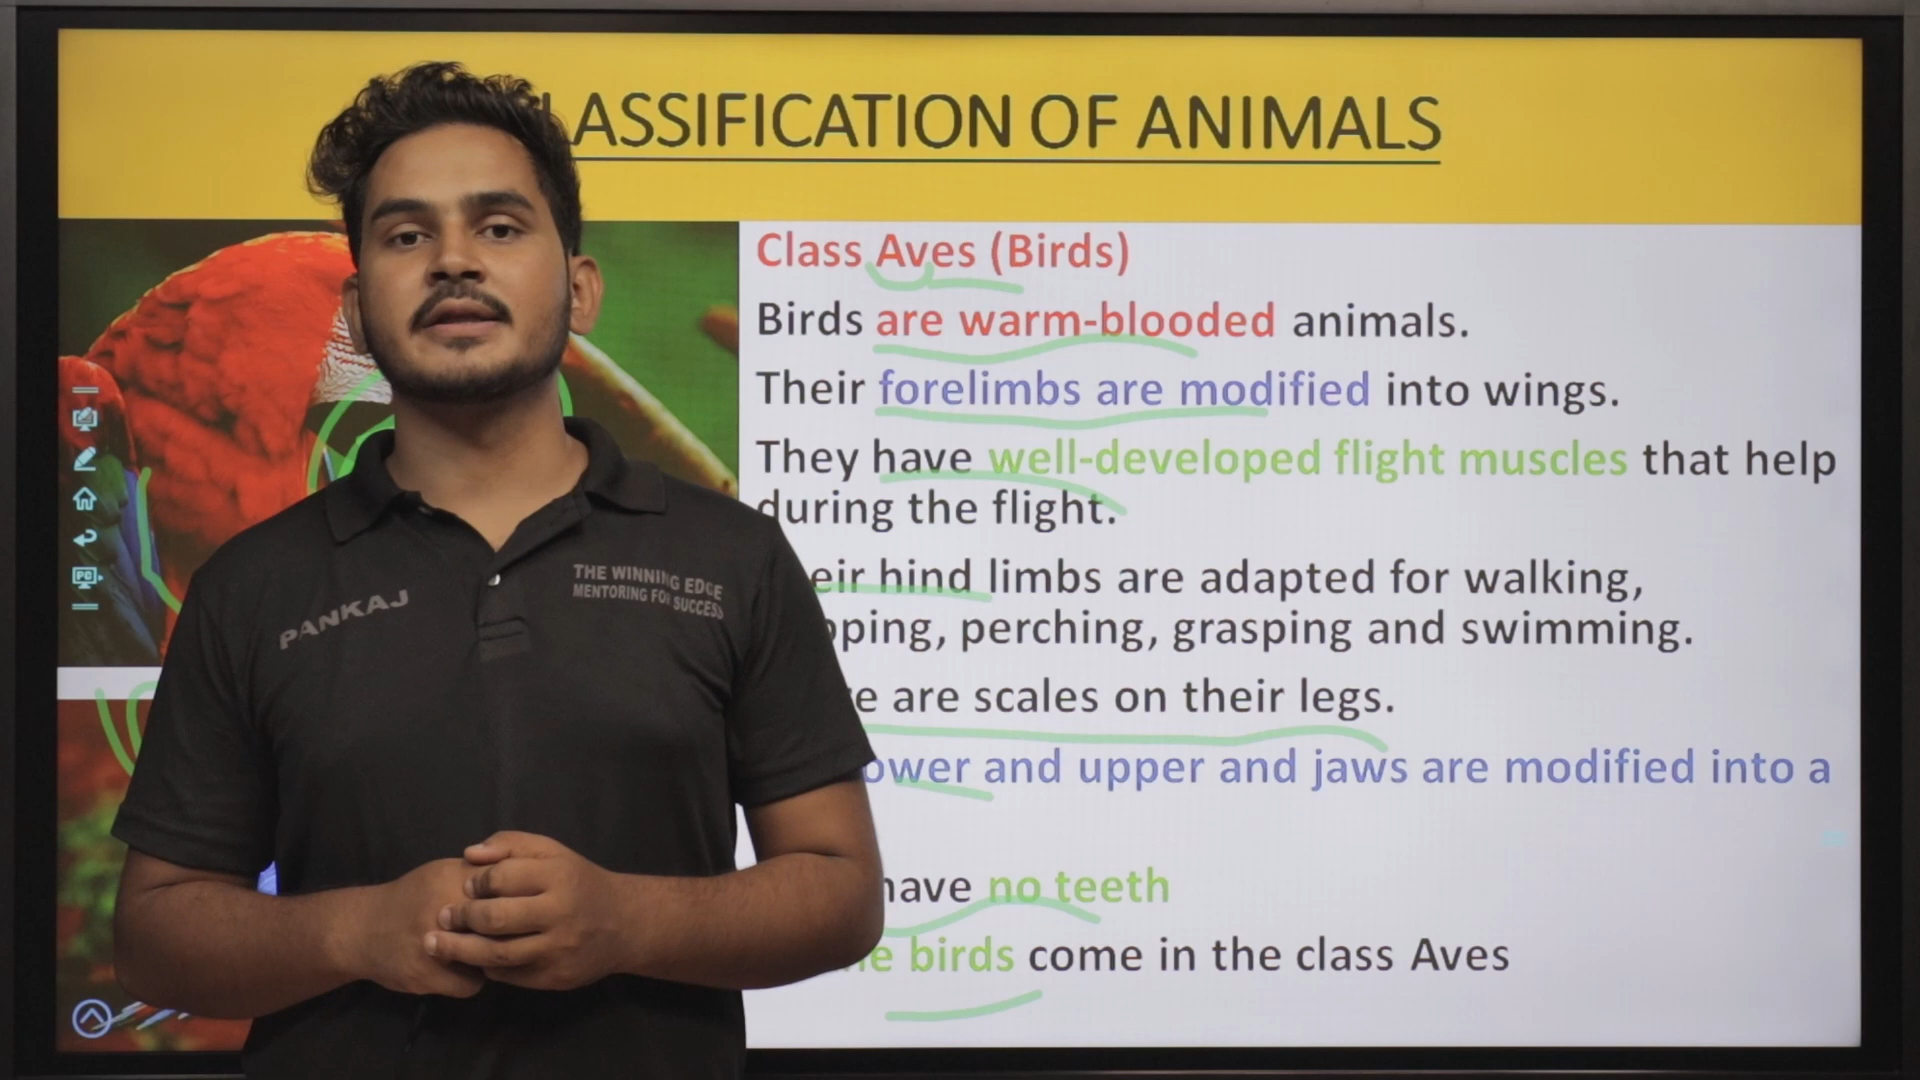 LASSIFICATION OF ANIMALS
Class Aves (Birds)
Birds are warm-blooded animals.
Their forelimbs are modified into wings.
They have well-developed flight muscles that help
during the flight.
eir hind limbs are adapted for walking,
pping, perching, grasping and swimming.
e are scales on their legs.
ower and upper and jaws are modified into a
have no teeth
e birds come in the class Aves
PANKAJ
THE WINNING EDGE
MENTORING FOR SUCCESS
PC